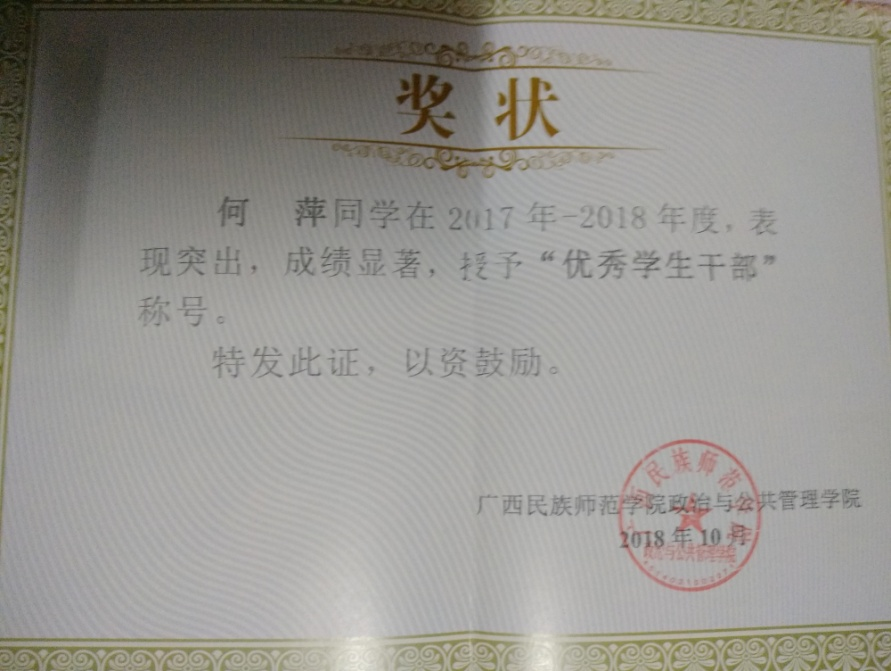 奖状
何 萍同学在2017年-2018年度，表
现突出，成绩显著，授予“优秀学生干部”
称号。
特发此证，以资鼓励。
广西民族师范学院政治与公共管理学院
2018年10月